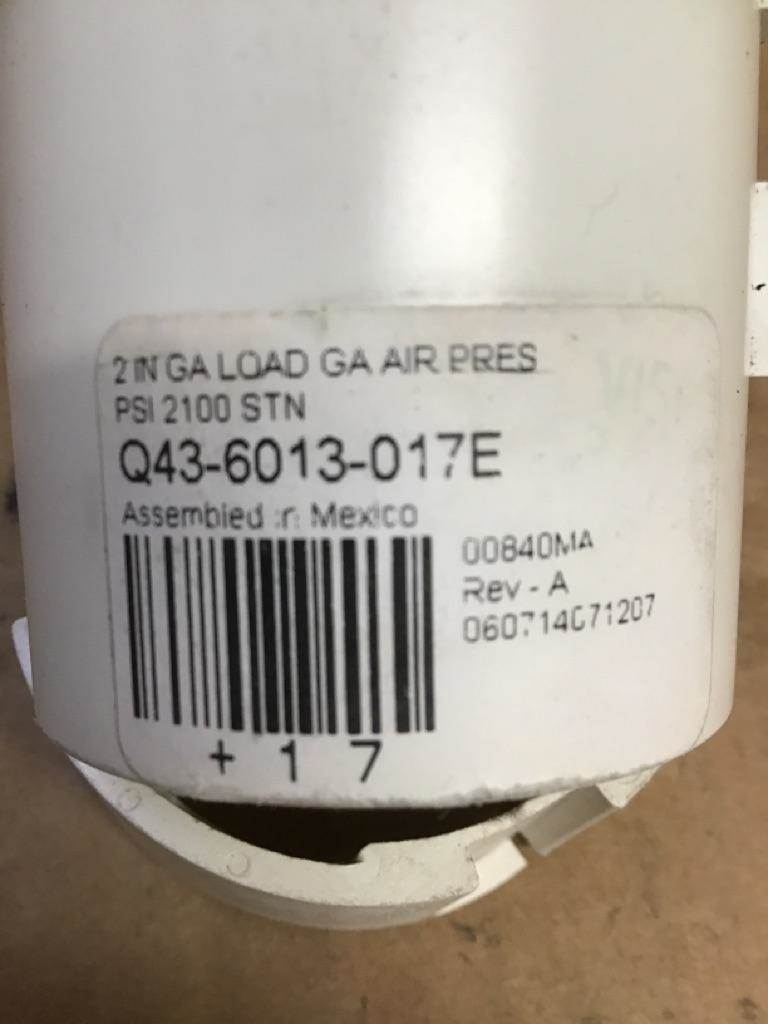 2 IN GA LOAD GA AIR PRES
PSI 2100 STN
Q43-6013-017E
Assembled in Mexico
00840MA
Rev - A
+ 1 7